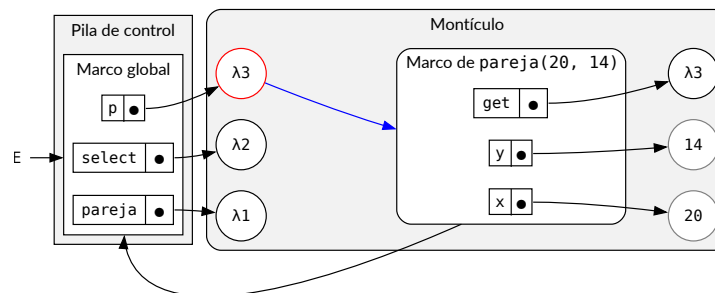 Pila de control
Montículo
Marco global
λ3
Marco de pareja(20, 14)
λ3
p
get
E
select
λ2
y
14
pareja
λ1
x
20